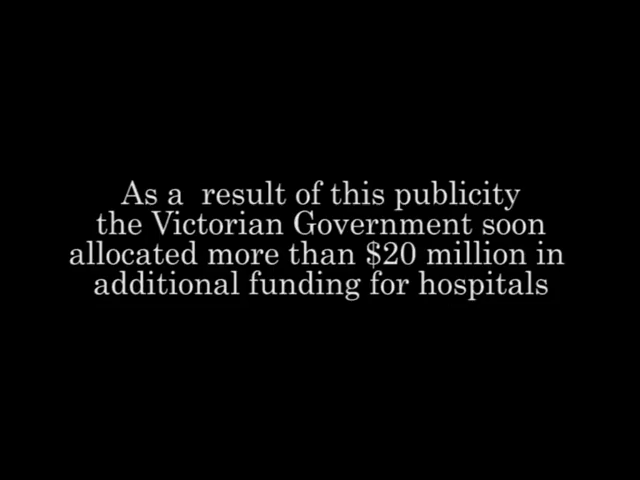 As a  result of this publicity
the Victorian Government soon
allocated more than $20 million in
additional funding for hospitals